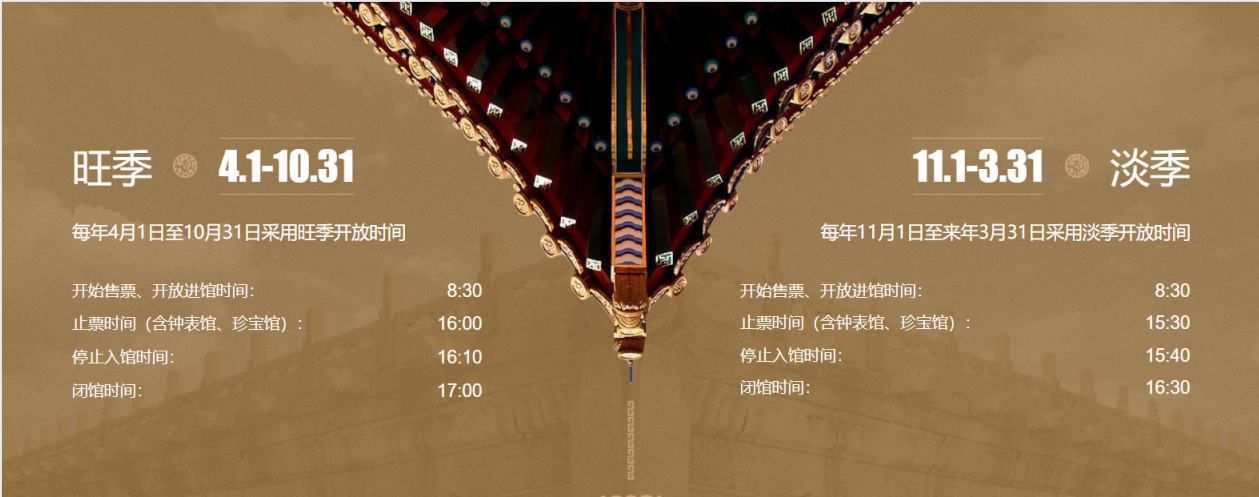 旺季 4.1-10.31
每年4月1日至10月31日采用旺季开放时间
开始售票、开放进馆时间： 8:30
止票时间（含钟表馆、珍宝馆）： 16:00
停止入馆时间： 16:10
闭馆时间： 17:00
11.1-3.31 淡季
每年11月1日至来年3月31日采用淡季开放时间
开始售票、开放进馆时间： 8:30
止票时间（含钟表馆、珍宝馆）： 15:30
停止入馆时间： 15:40
闭馆时间： 16:30